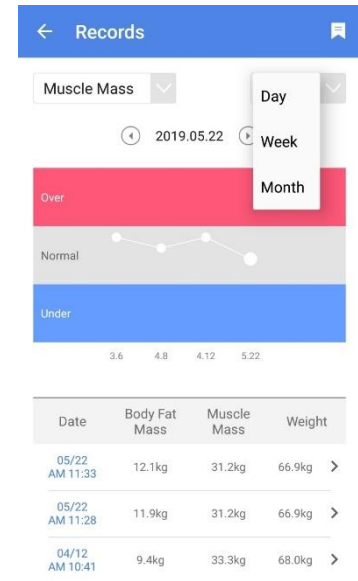 Records
Muscle Mass
Day
2019.05.22
Week
Month
Over
Normal
Under
3.6 4.8 4.12 5.22
Date Body Fat Mass Muscle Mass Weight
05/22 AM 11:33 12.1kg 31.2kg 66.9kg
05/22 AM 11:28 11.9kg 31.2kg 66.9kg
04/12 AM 10:41 9.4kg 33.3kg 68.0kg